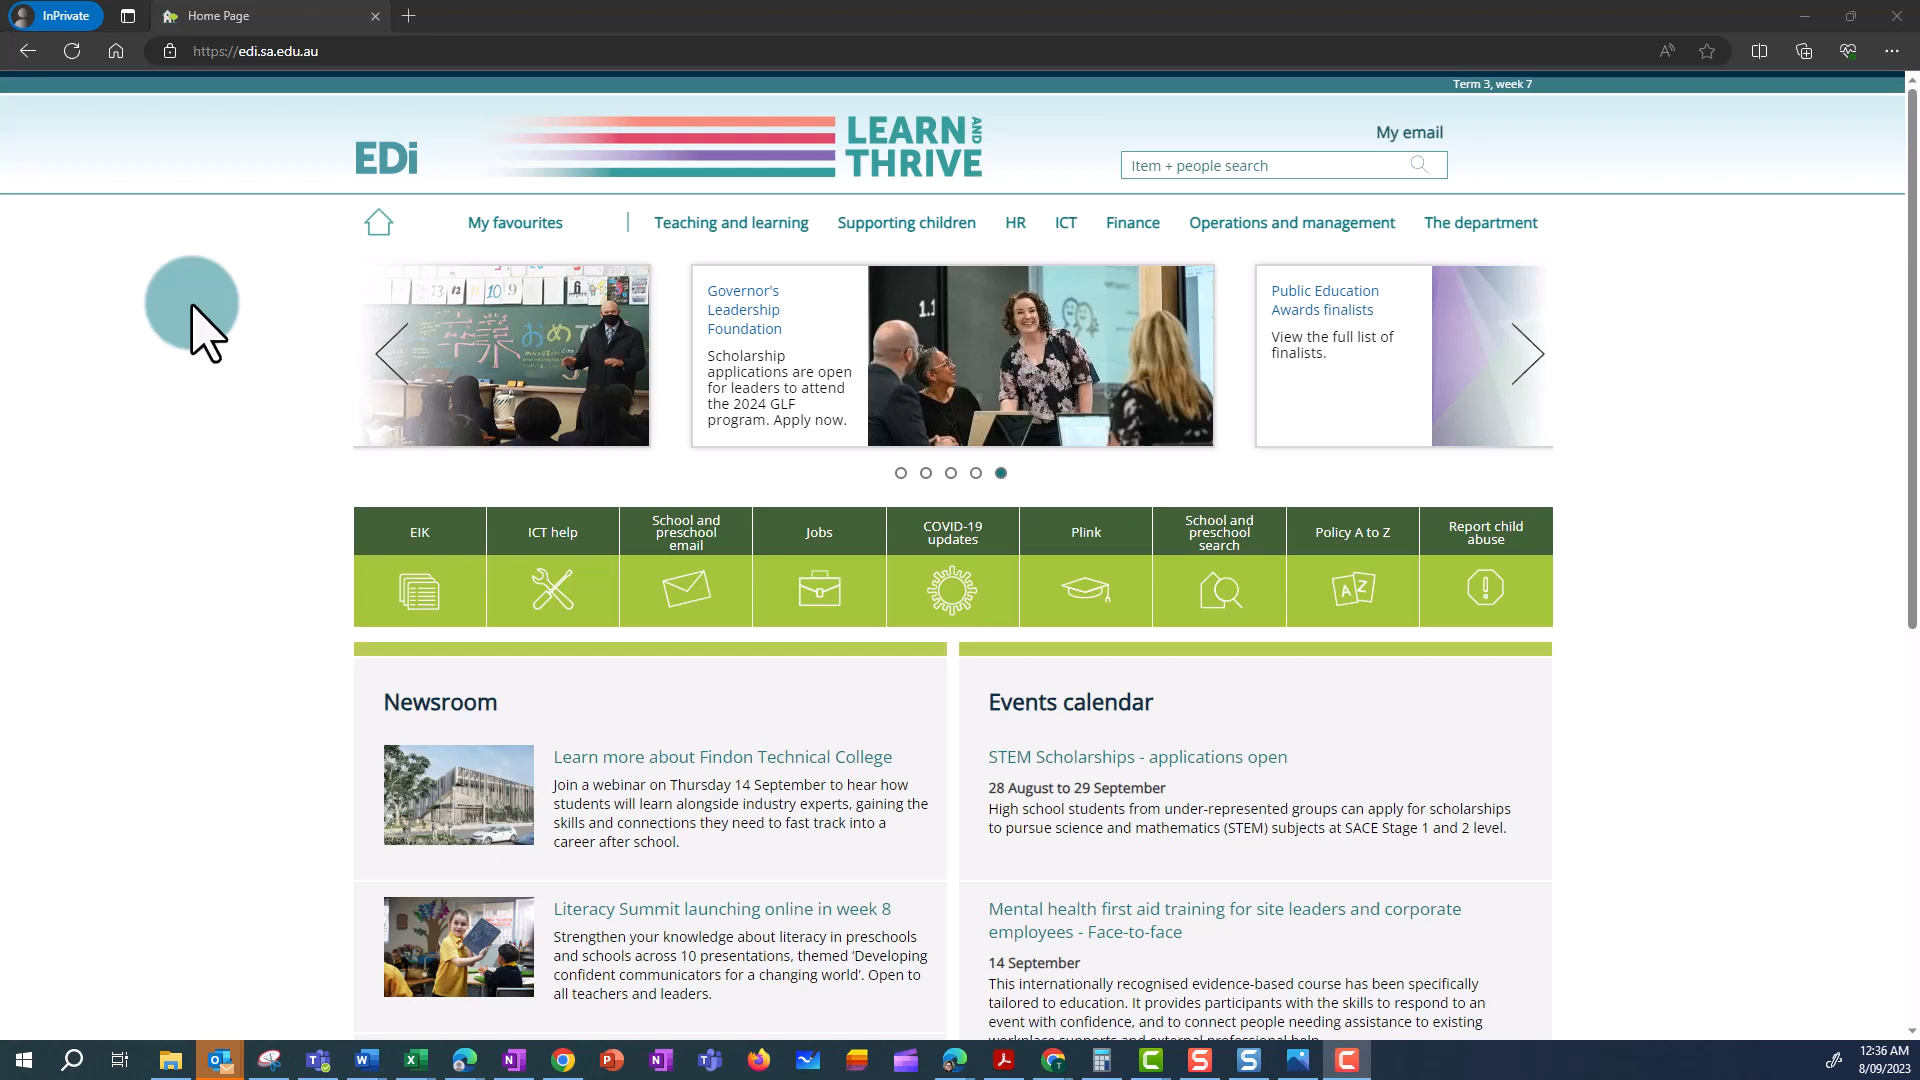 InPrivate
Home Page
https://edi.sa.edu.au
Term 3, week 7
EDi
LEARN AND
THRIVE
My email
Item + people search
My favourites
Teaching and learning
Supporting children
HR
ICT
Finance
Operations and management
The department
Governor's
Leadership
Foundation
Scholarship
applications are open
for leaders to attend
the 2024 GLF
program. Apply now.
Public Education
Awards finalists
View the full list of
finalists.
EIK
ICT help
School and
preschool
email
Jobs
COVID-19
updates
Plink
School and
preschool
search
Policy A to Z
Report child
abuse
A Z
Newsroom
Learn more about Findon Technical College
Join a webinar on Thursday 14 September to hear how
students will learn alongside industry experts, gaining the
skills and connections they need to fast track into a
career after school.
Literacy Summit launching online in week 8
Strengthen your knowledge about literacy in preschools
and schools across 10 presentations, themed ‘Developing
confident communicators for a changing world’. Open to
all teachers and leaders.
Events calendar
STEM Scholarships - applications open
28 August to 29 September
High school students from under-represented groups can apply for scholarships
to pursue science and mathematics (STEM) subjects at SACE Stage 1 and 2 level.
Mental health first aid training for site leaders and corporate
employees - Face-to-face
14 September
This internationally recognised evidence-based course has been specifically
tailored to education. It provides participants with the skills to respond to an
event with confidence, and to connect people needing assistance to existing
workplace supports and external professional help.
12:36 AM
8/09/2023